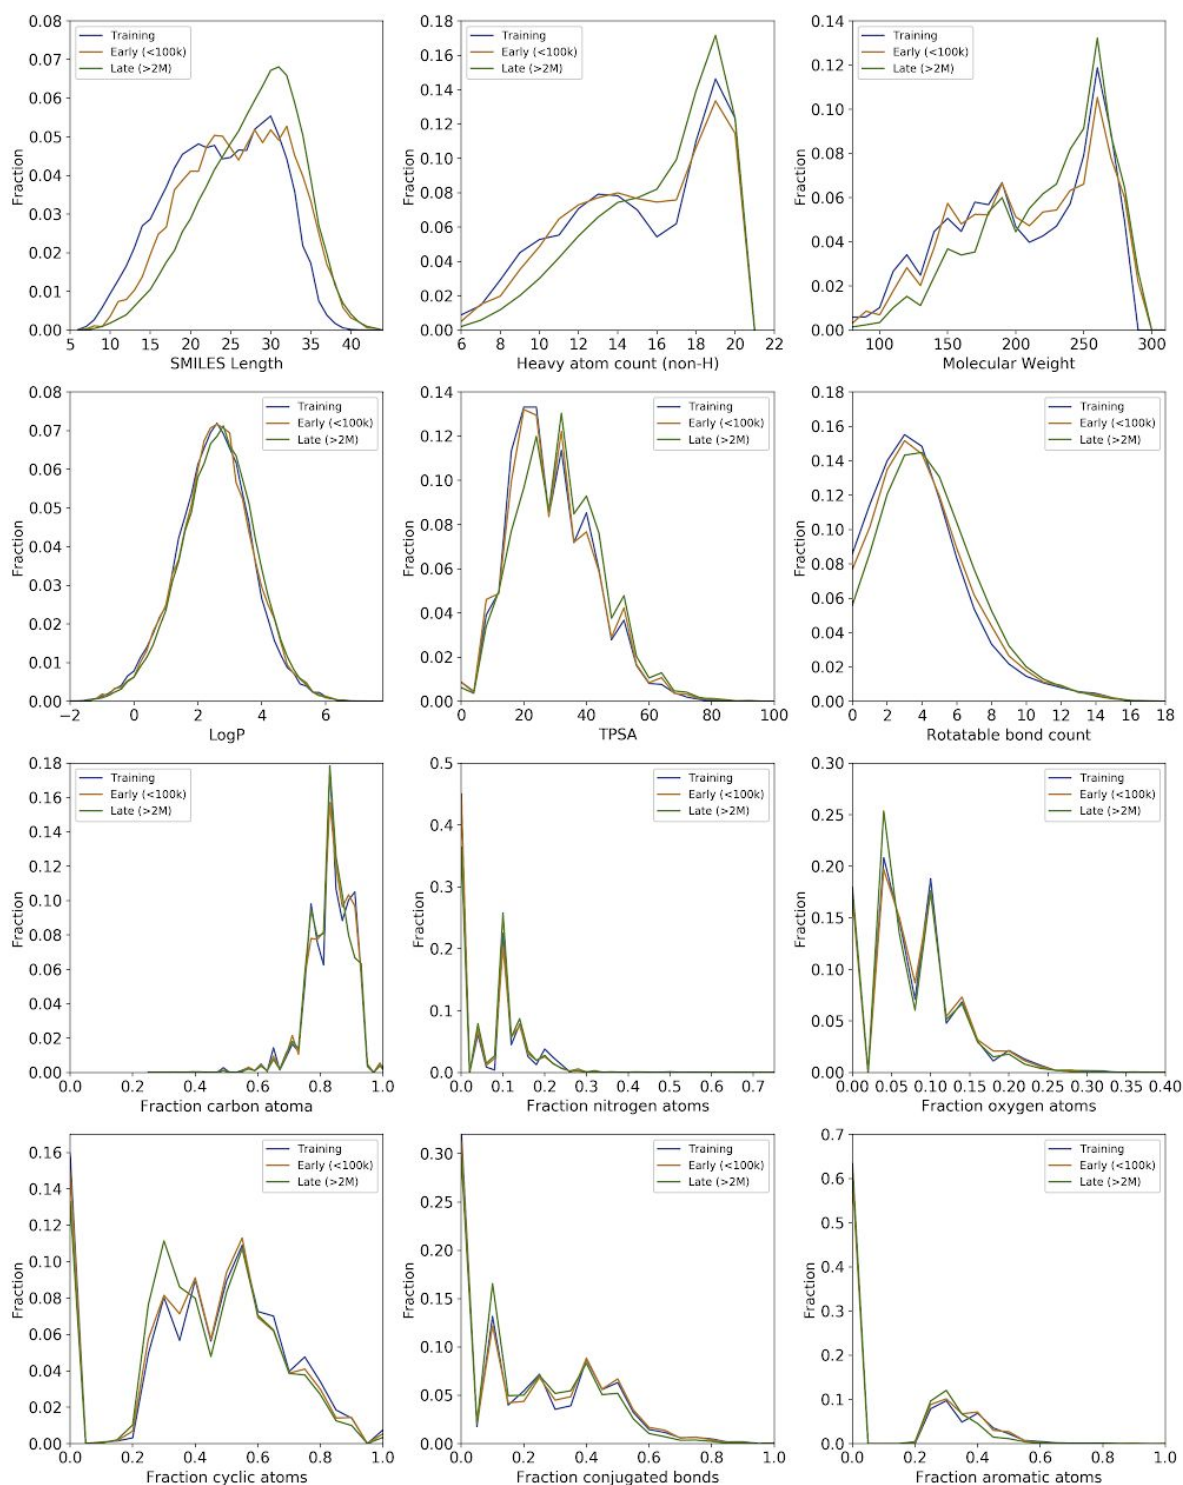 Training
Early (<100k)
Late (>2M)
0.08
0.07
0.06
0.05
0.04
0.03
0.02
0.01
0.00
Fraction
5 10 15 20 25 30 35 40
SMILES Length
Training
Early (<100k)
Late (>2M)
0.18
0.16
0.14
0.12
0.10
0.08
0.06
0.04
0.02
0.00
Fraction
6 8 10 12 14 16 18 20 22
Heavy atom count (non-H)
Training
Early (<100k)
Late (>2M)
0.14
0.12
0.10
0.08
0.06
0.04
0.02
0.00
Fraction
100 150 200 250 300
Molecular Weight
Training
Early (<100k)
Late (>2M)
0.08
0.07
0.06
0.05
0.04
0.03
0.02
0.01
0.00
Fraction
−2 0 2 4 6
LogP
Training
Early (<100k)
Late (>2M)
0.14
0.12
0.10
0.08
0.06
0.04
0.02
0.00
Fraction
0 20 40 60 80 100
TPSA
Training
Early (<100k)
Late (>2M)
0.18
0.16
0.14
0.12
0.10
0.08
0.06
0.04
0.02
0.00
Fraction
0 2 4 6 8 10 12 14 16 18
Rotatable bond count
Training
Early (<100k)
Late (>2M)
0.18
0.16
0.14
0.12
0.10
0.08
0.06
0.04
0.02
0.00
Fraction
0.0 0.2 0.4 0.6 0.8 1.0
Fraction carbon atoma
Training
Early (<100k)
Late (>2M)
0.5
0.4
0.3
0.2
0.1
0.0
Fraction
0.0 0.1 0.2 0.3 0.4 0.5 0.6 0.7
Fraction nitrogen atoms
Training
Early (<100k)
Late (>2M)
0.30
0.25
0.20
0.15
0.10
0.05
0.00
Fraction
0.00 0.05 0.10 0.15 0.20 0.25 0.30 0.35 0.40
Fraction oxygen atoms
Training
Early (<100k)
Late (>2M)
0.16
0.14
0.12
0.10
0.08
0.06
0.04
0.02
0.00
Fraction
0.0 0.2 0.4 0.6 0.8 1.0
Fraction cyclic atoms
Training
Early (<100k)
Late (>2M)
0.30
0.25
0.20
0.15
0.10
0.05
0.00
Fraction
0.0 0.2 0.4 0.6 0.8 1.0
Fraction conjugated bonds
Training
Early (<100k)
Late (>2M)
0.7
0.6
0.5
0.4
0.3
0.2
0.1
0.0
Fraction
0.0 0.2 0.4 0.6 0.8 1.0
Fraction aromatic atoms